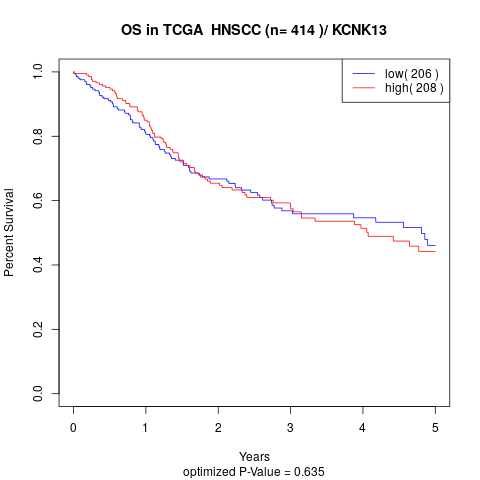 OS in TCGA  HNSCC (n= 414 )/ KCNK13
low( 206 )
high( 208 )
Percent Survival
1.0
0.8
0.6
0.4
0.2
0.0
0 1 2 3 4 5
Years
optimized P-Value = 0.635